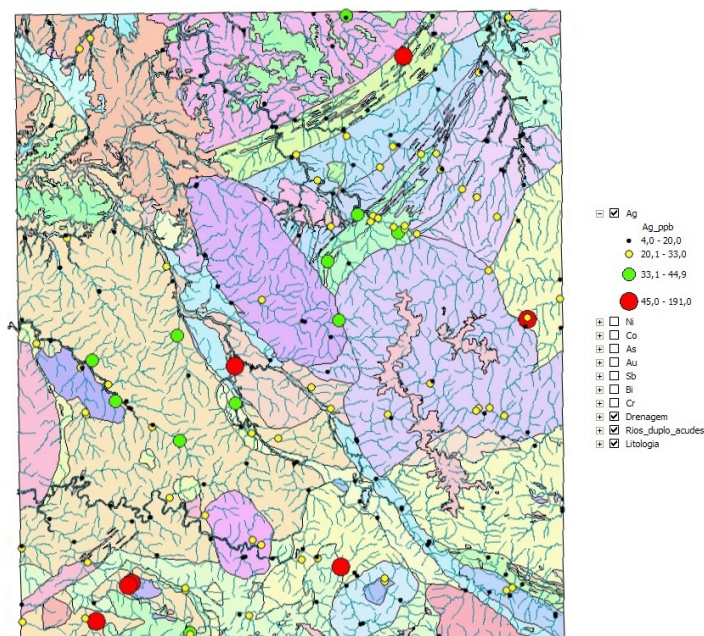 Ag
Ag_ppb
4,0 - 20,0
20,1 - 33,0
33,1 - 44,9
45,0 - 191,0
Ni
Co
As
Au
Sb
Bi
Cr
Drenagem
Rios_duplo_acudes
Litologia